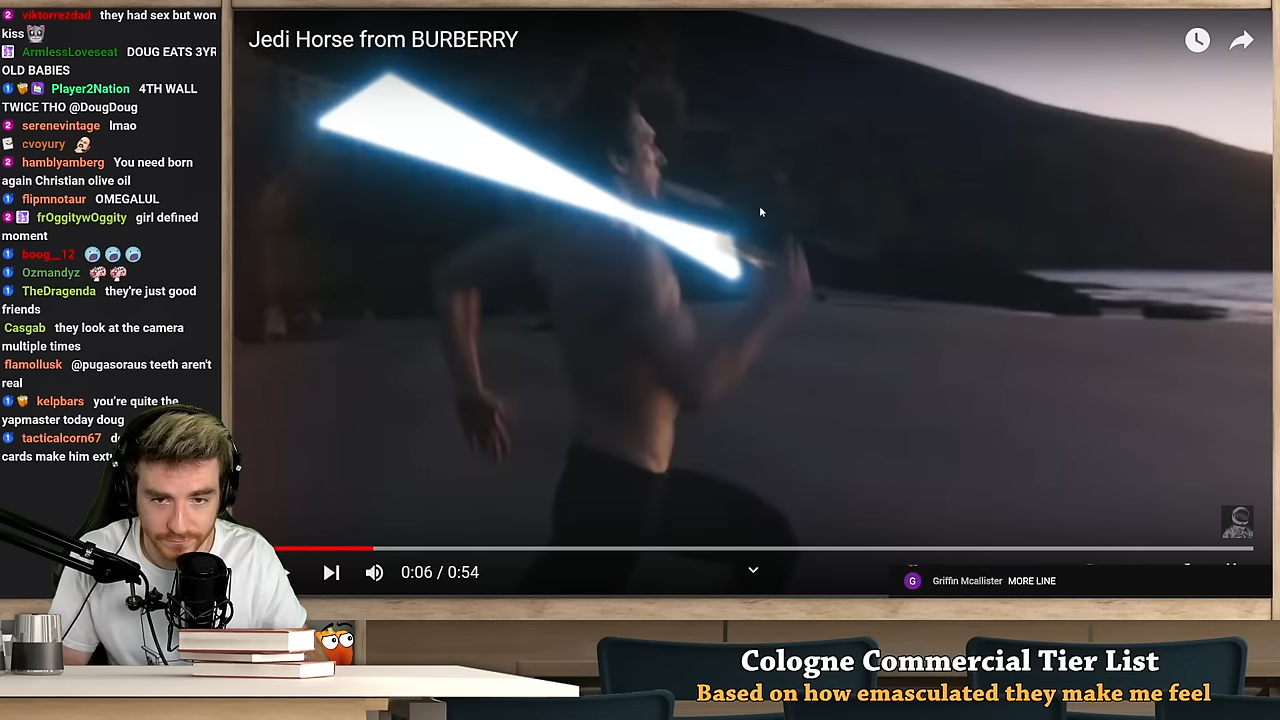 viktorrezdad they had sex but won
kiss
ArmlessLoveseat DOUG EATS 3YR
OLD BABIES
Player2Nation 4TH WALL
TWICE THO @DougDoug
serenevintage lmao
cvoyury
hamblyamberg You need born
again Christian olive oil
flipmnotaur OMEGALUL
frOggitywOggity girl defined
moment
boog__12
Ozmandyz
TheDragenda they're just good
friends
Casgab they look at the camera
multiple times
flamollusk @pugasoraus teeth aren't
real
kelpbars you're quite the
yapmaster today doug
tacticalcorn67
cards make him
Jedi Horse from BURBERRY
0:06 / 0:54
G Griffin Mcallister MORE LINE
Cologne Commercial Tier List
Based on how emasculated they make me feel